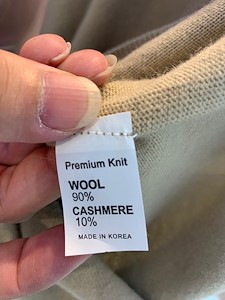 Premium Knit
WOOL
90%
CASHMERE
10%
MADE IN KOREA